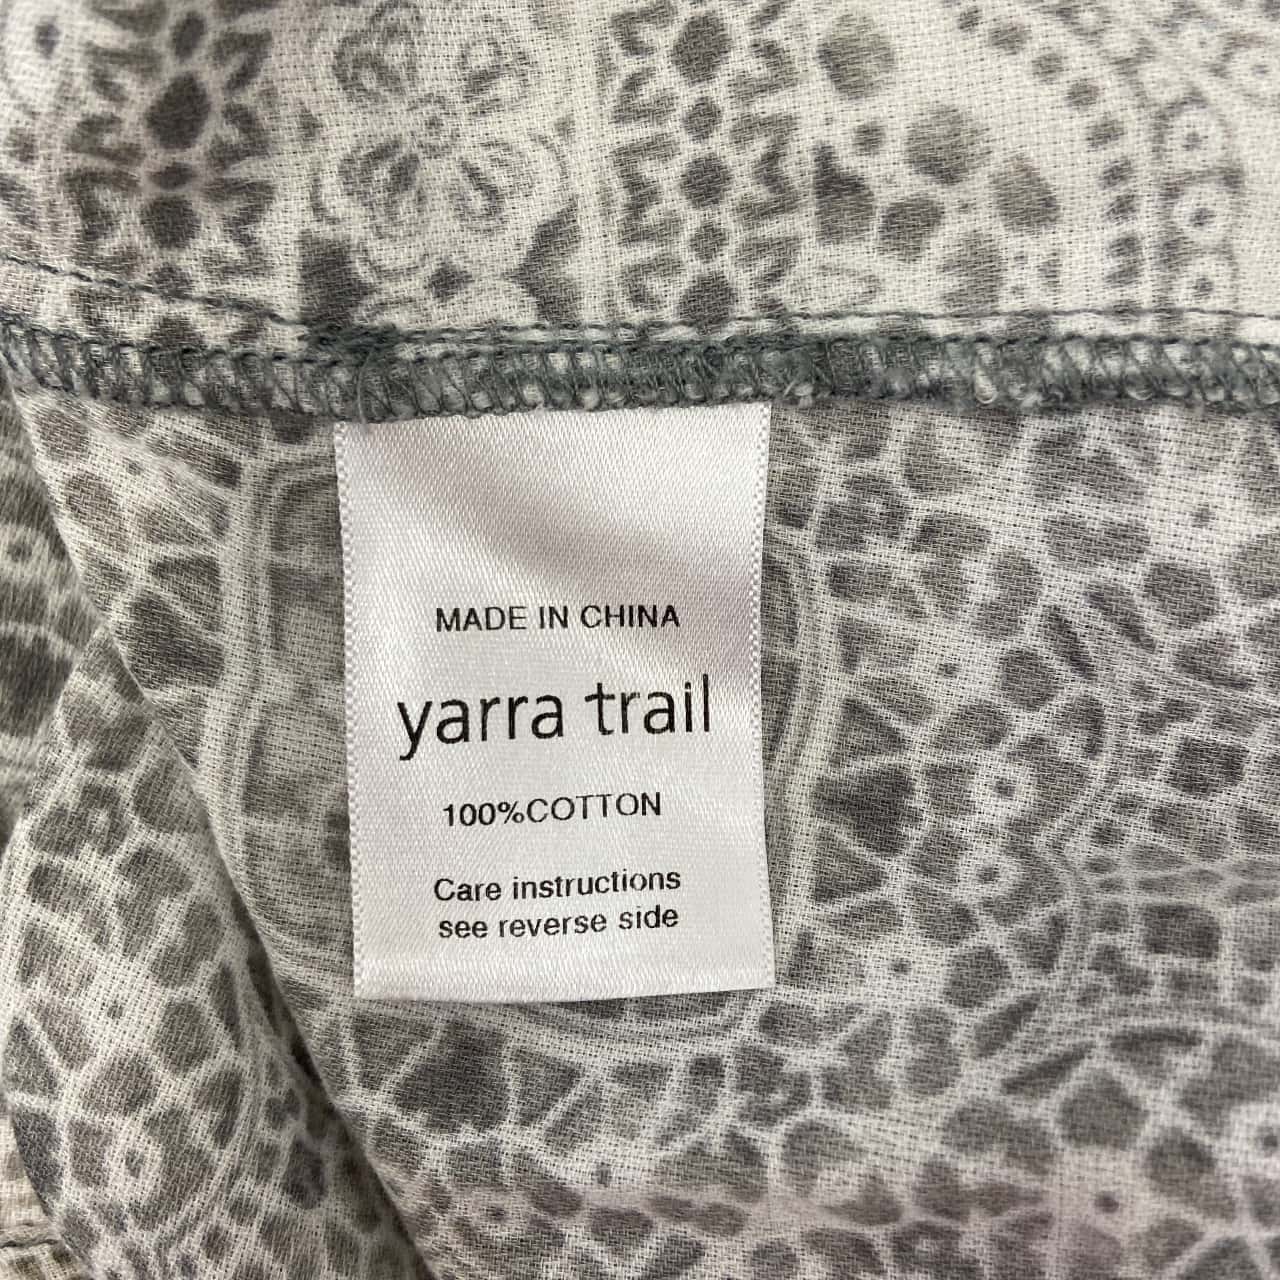 MADE IN CHINA
yarra trail
100%COTTON
Care instructions
see reverse side